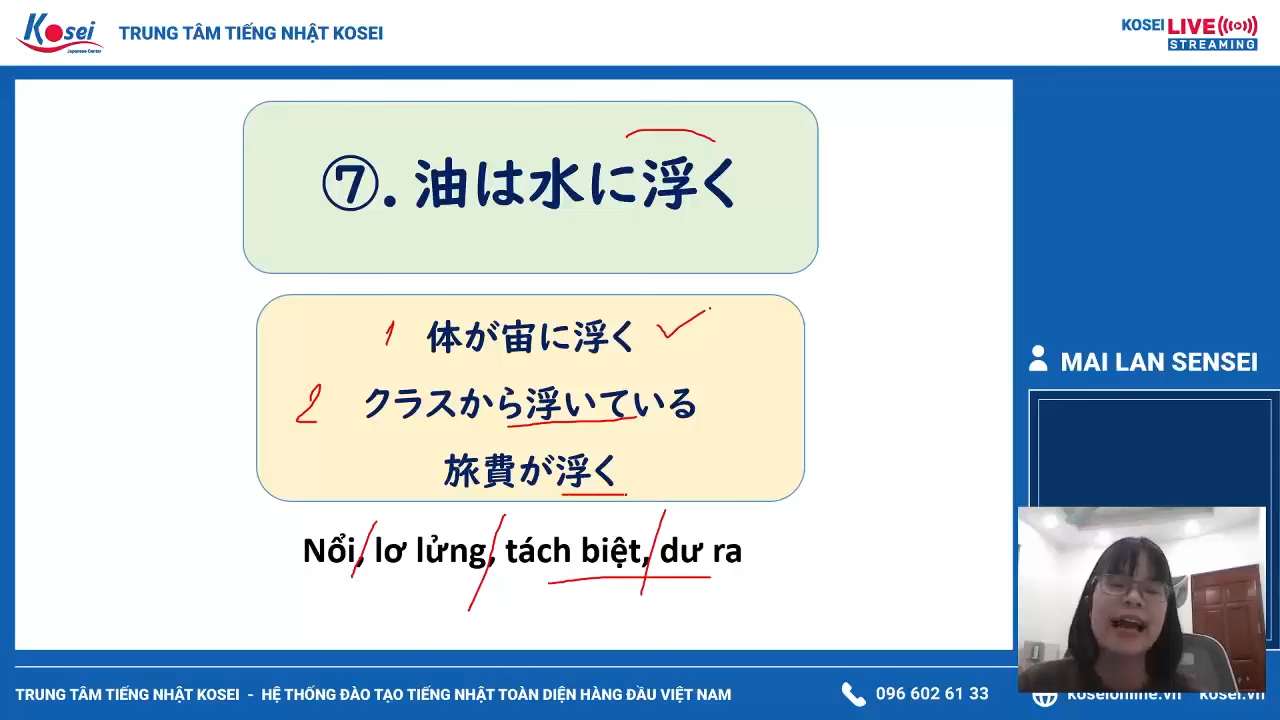 Kosei
Japanese Center
TRUNG TÂM TIẾNG NHẬT KOSEI
KOSEI LIVE
STREAMING
⑦. 油は水に浮く
1 体が宙に浮く
2 クラスから浮いている
旅費が浮く
Nổi, lơ lửng, tách biệt, dư ra
MAI LAN SENSEI
TRUNG TÂM TIẾNG NHẬT KOSEI - HỆ THỐNG ĐÀO TẠO TIẾNG NHẬT TOÀN DIỆN HÀNG ĐẦU VIỆT NAM
096 602 61 33
koseionline.vn kosei.vn